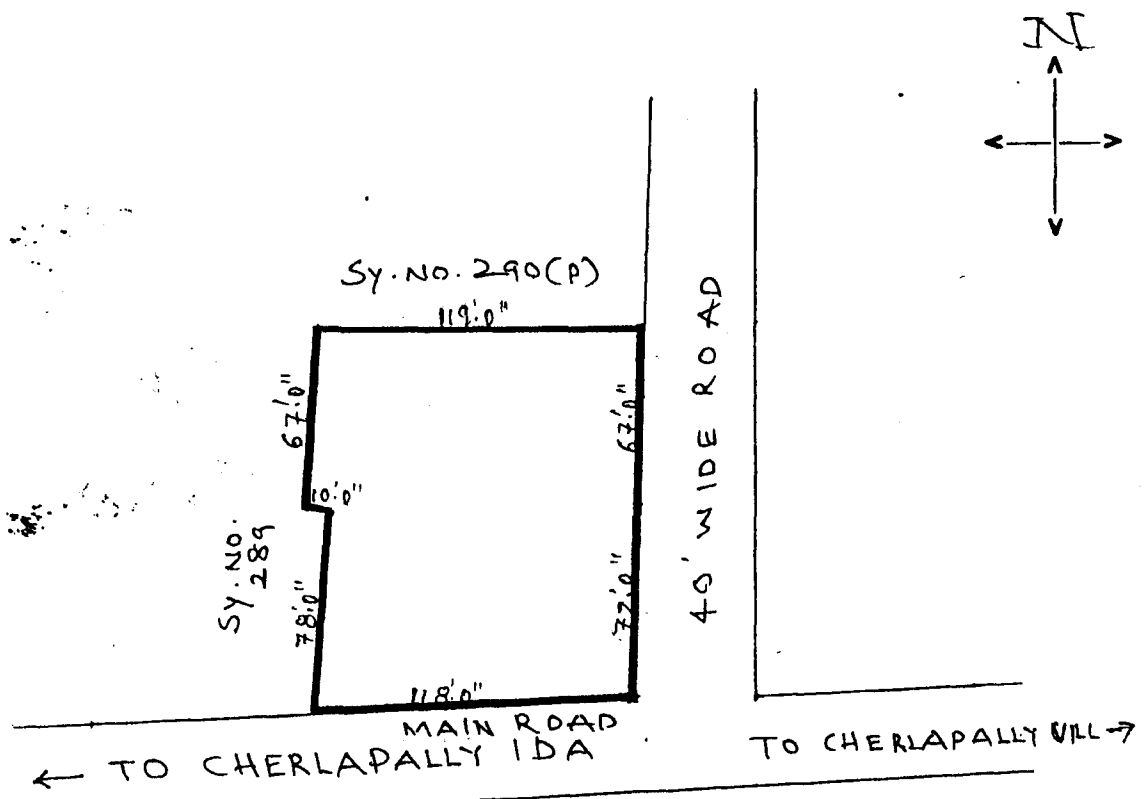 N
Sy.NO. 290(P)
119'.0"
67'.0"
67'.0"
40' WIDE ROAD
10'.0"
Sy.NO.
289
78'.0"
77'.0"
118'.0"
MAIN ROAD
← TO CHERLAPALLY IDA
TO CHERLAPALLY VILL →